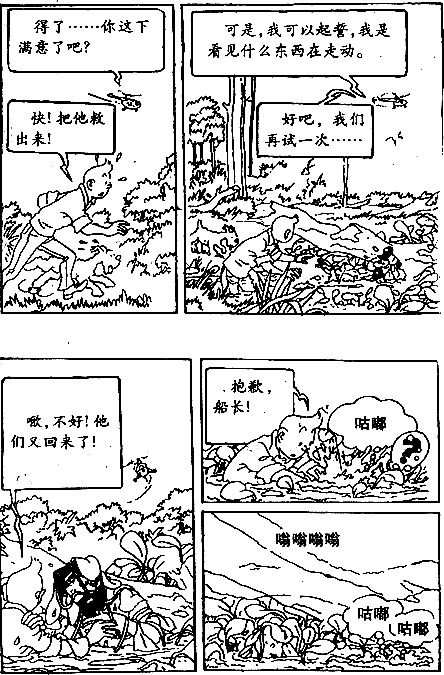 得了……你这下
满意了吧?
快!把他救
出来!
可是,我可以起誓,我是
看见什么东西在走动。
好吧,我们
再试一次……
噉,不好!他
们又回来了!
抱歉,
船长!
咕嘟
?
嗡嗡嗡嗡
咕嘟
咕嘟